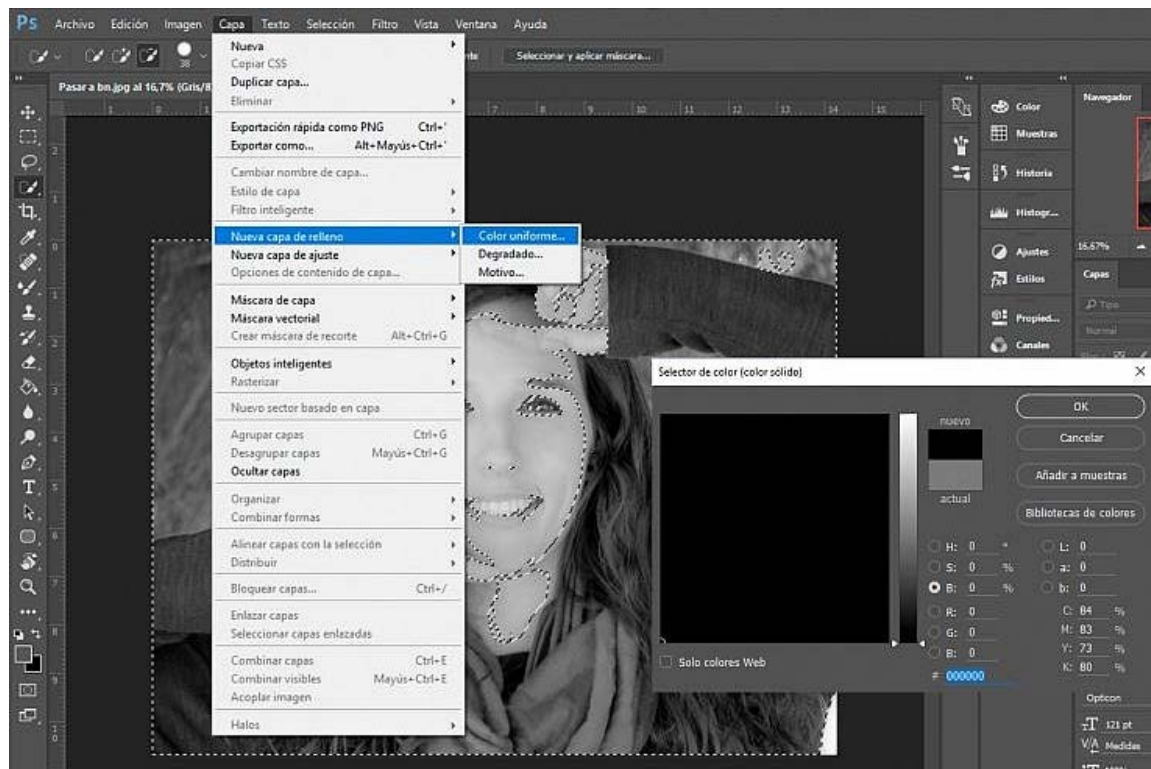 Ps Archivo Edición Imagen Capa Texto Selección Filtro Vista Ventana Ayuda
38 Seleccionar y aplicar máscara...
Pasar a bn.jpg al 16,7% (Gris/8
Nueva
Copiar CSS
Duplicar capa...
Eliminar
Exportación rápida como PNG Ctrl+'
Exportar como... Alt+Mayús+Ctrl+'
Cambiar nombre de capa...
Estilo de capa
Filtro inteligente
Nueva capa de relleno
Nueva capa de ajuste
Opciones de contenido de capa...
Máscara de capa
Máscara vectorial
Crear máscara de recorte Alt+Ctrl+G
Objetos inteligentes
Rasterizar
Nuevo sector basado en capa
Agrupar capas Ctrl+G
Desagrupar capas Mayús+Ctrl+G
Ocultar capas
Organizar
Combinar formas
Alinear capas con la selección
Distribuir
Bloquear capas... Ctrl+/
Enlazar capas
Seleccionar capas enlazadas
Combinar capas Ctrl+E
Combinar visibles Mayús+Ctrl+E
Acoplar imagen
Halos
Color uniforme...
Degradado...
Motivo...
Color
Muestras
Historia
Histogr...
Ajustes
Estilos
Propied...
Canales
Navegador
16,67%
Capas
Tipo
Normal
Selector de color (color sólido)
nuevo
actual
OK
Cancelar
Añadir a muestras
Bibliotecas de colores
H: 0 ° L: 0
S: 0 % a: 0
B: 0 % b: 0
R: 0 C: 84 %
G: 0 M: 83 %
B: 0 Y: 73 %
# 000000 K: 80 %
Solo colores Web
Opticon
121 pt
Medidas